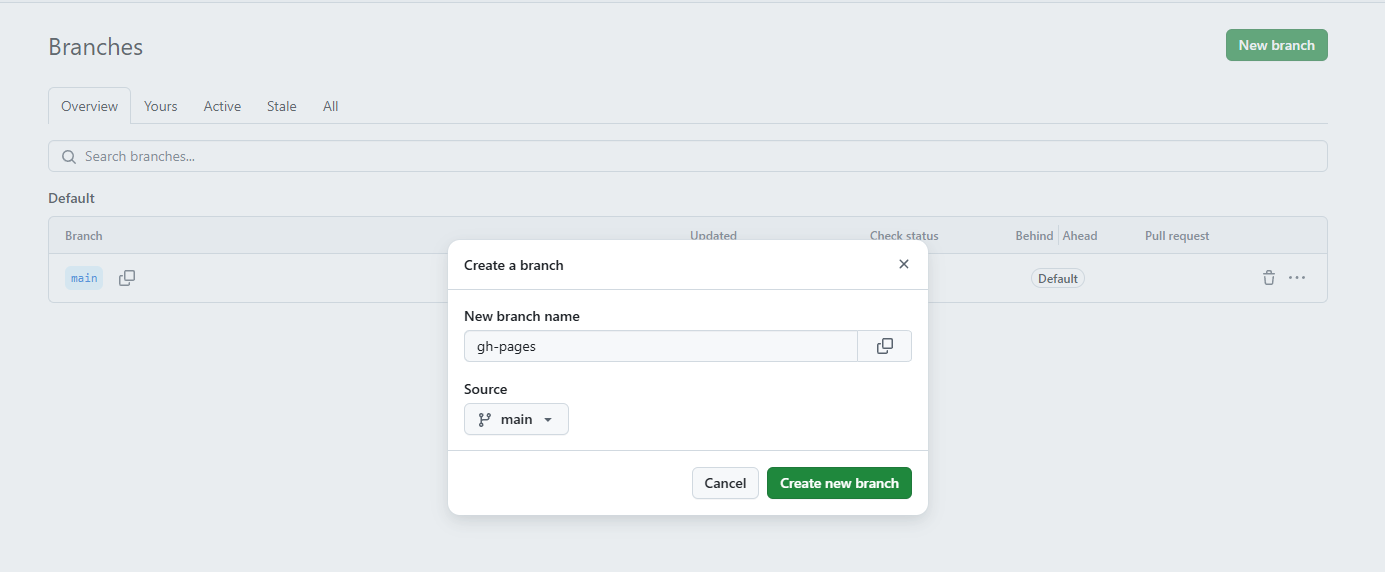 Branches
New branch
Overview Yours Active Stale All
Search branches...
Default
Branch Updated Check status Behind Ahead Pull request
main Default
Create a branch
New branch name
gh-pages
Source
main
Cancel Create new branch